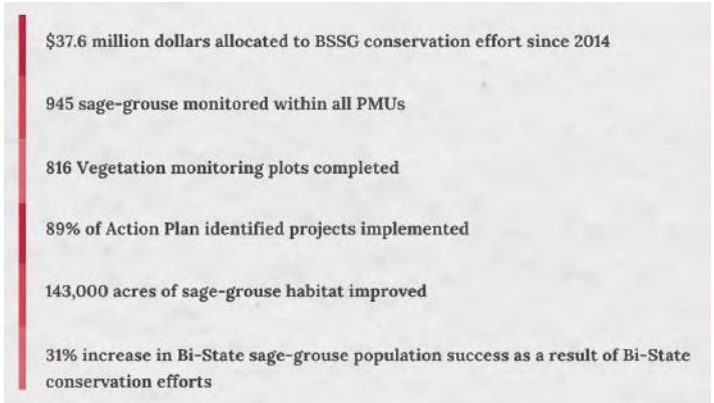 $37.6 million dollars allocated to BSSG conservation effort since 2014
945 sage-grouse monitored within all PMUs
816 Vegetation monitoring plots completed
89% of Action Plan identified projects implemented
143,000 acres of sage-grouse habitat improved
31% increase in Bi-State sage-grouse population success as a result of Bi-State
conservation efforts